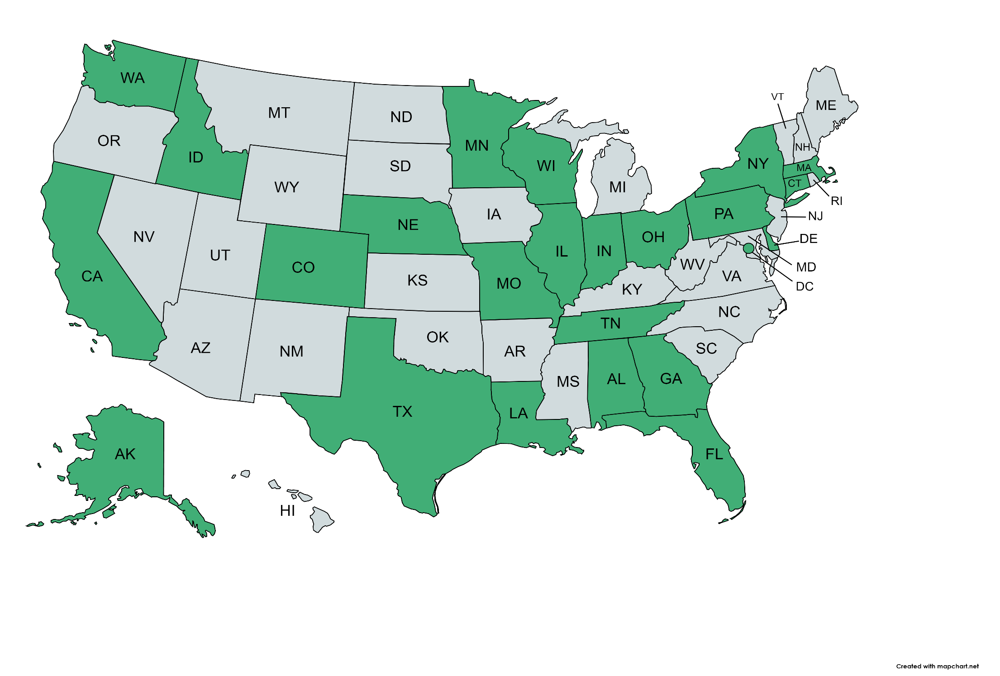 WA
VT
ME
MT
ND
OR
MN
NH
ID
SD
WI
NY
MA
WY
MI
CT
RI
IA
PA
NJ
NE
NV
OH
DE
UT
IL
IN
CO
WV
MD
CA
KS
MO
VA
DC
KY
NC
TN
OK
SC
AZ
NM
AR
MS
AL
GA
TX
LA
AK
FL
HI
Created with mapchart.net